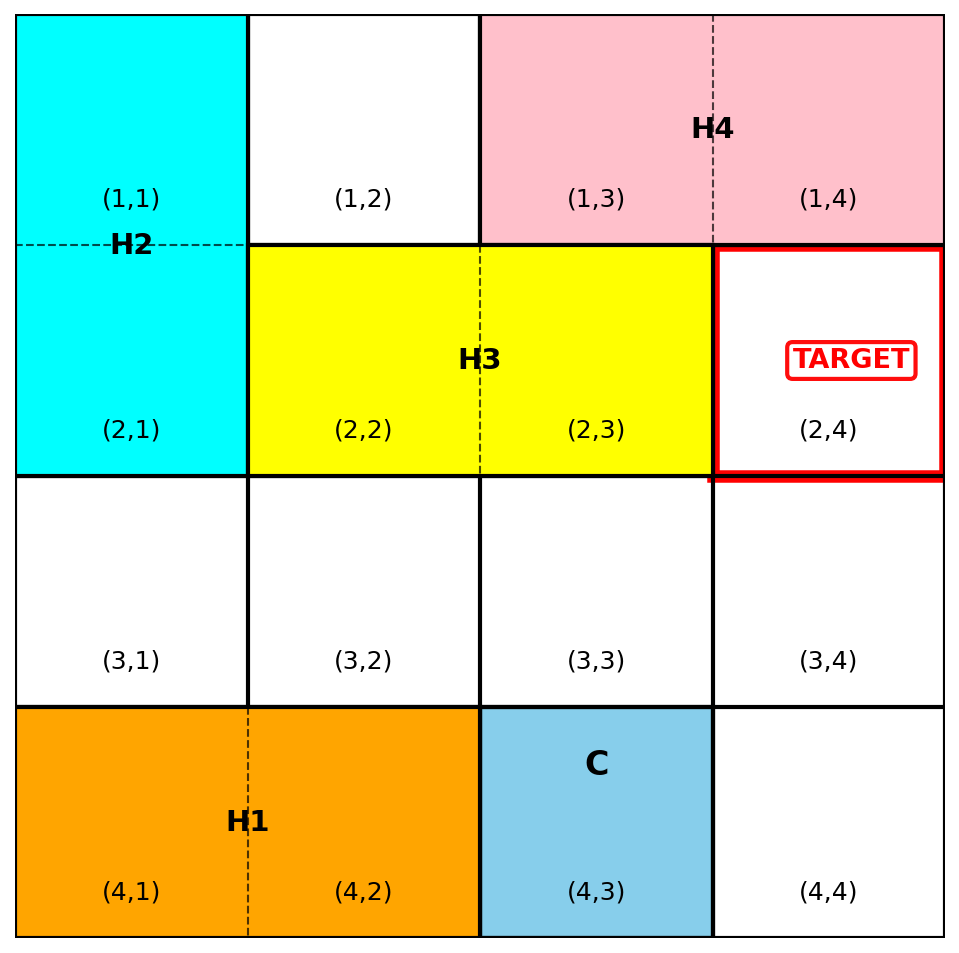 H4
(1,1) (1,2) (1,3) (1,4)
H2
H3
TARGET
(2,1) (2,2) (2,3) (2,4)
(3,1) (3,2) (3,3) (3,4)
C
H1
(4,1) (4,2) (4,3) (4,4)